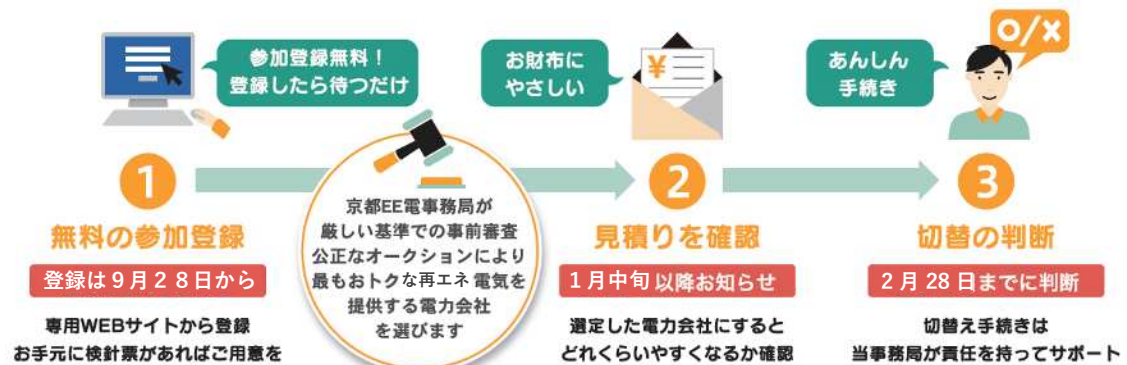 参加登録無料！
登録したら待つだけ
お財布に
やさしい
¥
あんしん
手続き
O/×
1
2
3
無料の参加登録
登録は９月２８日から
専用WEBサイトから登録
お手元に検針票があればご用意を
京都EE電事務局が
厳しい基準での事前審査
公正なオークションにより
最もおトクな再エネ電気を
提供する電力会社
を選びます
見積りを確認
１月中旬以降お知らせ
選定した電力会社にすると
どれくらいやすくなるか確認
切替の判断
２月28日までに判断
切替え手続きは
当事務局が責任を持ってサポート